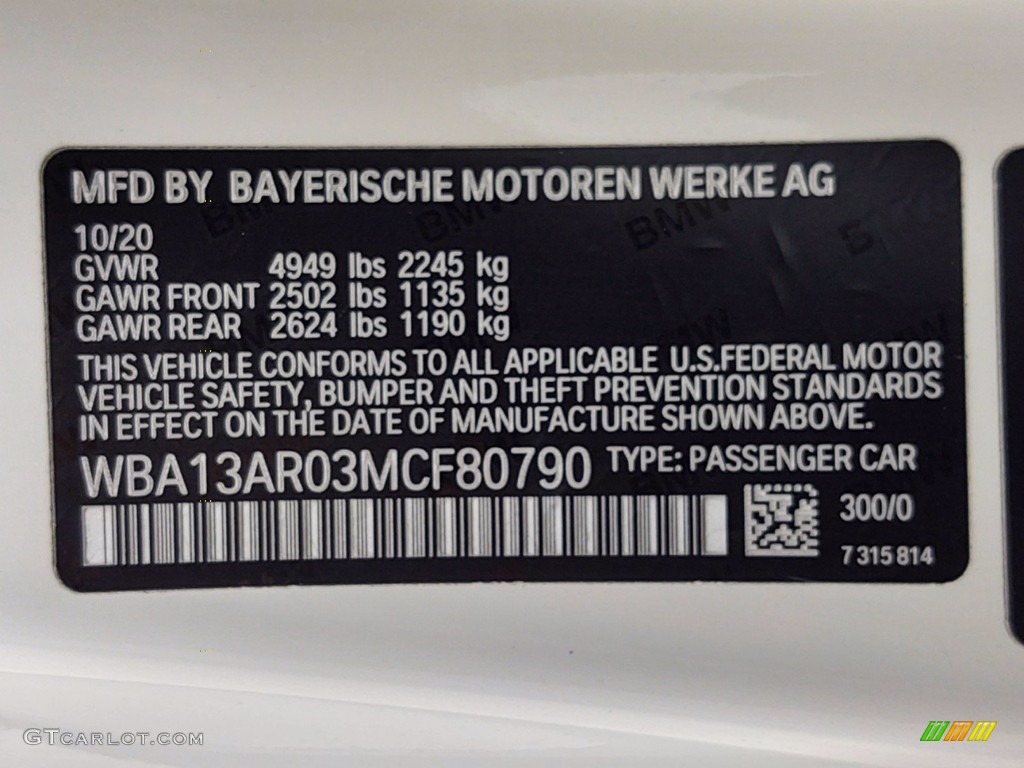 MFD BY BAYERISCHE MOTOREN WERKE AG
10/20
GVWR 4949 lbs 2245 kg
GAWR FRONT 2502 lbs 1135 kg
GAWR REAR 2624 lbs 1190 kg
THIS VEHICLE CONFORMS TO ALL APPLICABLE U.S.FEDERAL MOTOR
VEHICLE SAFETY, BUMPER AND THEFT PREVENTION STANDARDS
IN EFFECT ON THE DATE OF MANUFACTURE SHOWN ABOVE.
WBA13AR03MCF80790 TYPE: PASSENGER CAR
300/0
7 315 814
GTCARLOT.COM